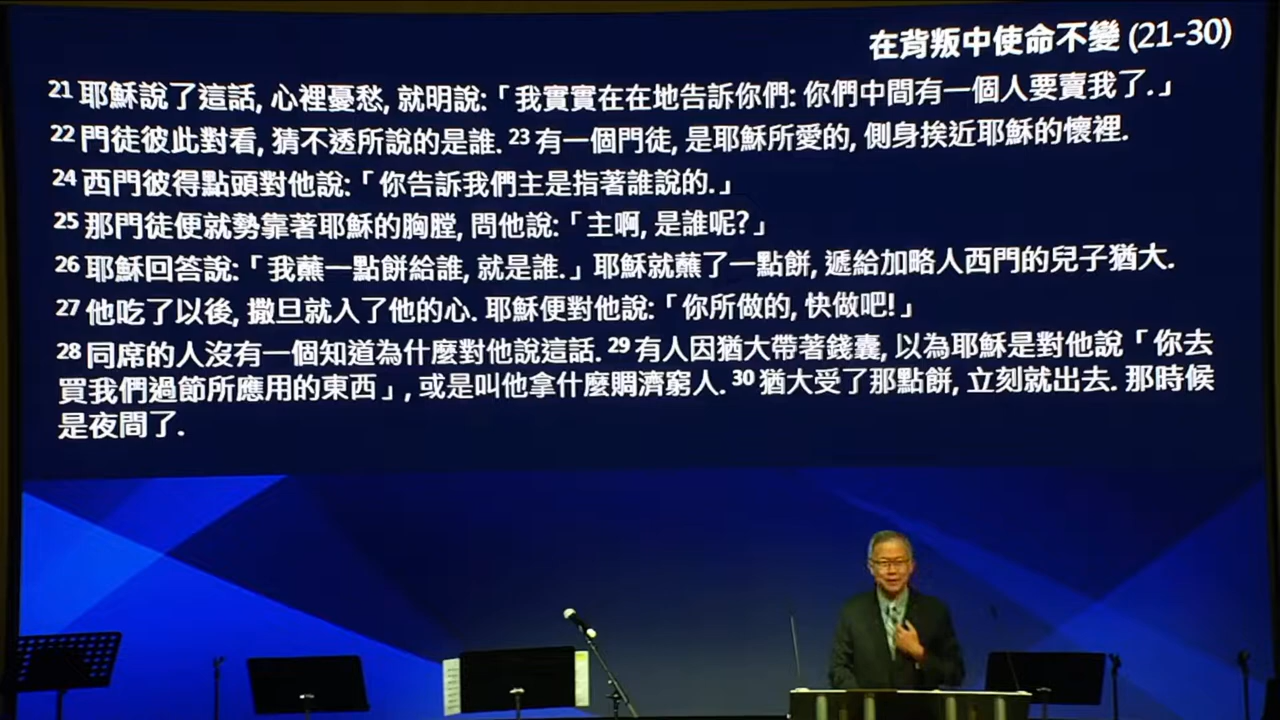 在背叛中使命不變 (21-30)
21 耶穌說了這話, 心裡憂愁, 就明說:「我實實在在地告訴你們: 你們中間有一個人要賣我了.」
22 門徒彼此對看, 猜不透所說的是誰. 23 有一個門徒, 是耶穌所愛的, 側身挨近耶穌的懷裡.
24 西門彼得點頭對他說:「你告訴我們主是指著誰說的.」
25 那門徒便就勢靠著耶穌的胸膛, 問他說:「主啊, 是誰呢?」
26 耶穌回答說:「我蘸一點餅給誰, 就是誰.」耶穌就蘸了一點餅, 遞給加略人西門的兒子猶大.
27 他吃了以後, 撒旦就入了他的心. 耶穌便對他說:「你所做的, 快做吧!」
28 同席的人沒有一個知道為什麼對他說這話. 29 有人因猶大帶著錢囊, 以為耶穌是對他說「你去
買我們過節所應用的東西」, 或是叫他拿什麼賙濟窮人. 30 猶大受了那點餅, 立刻就出去. 那時候
是夜間了.